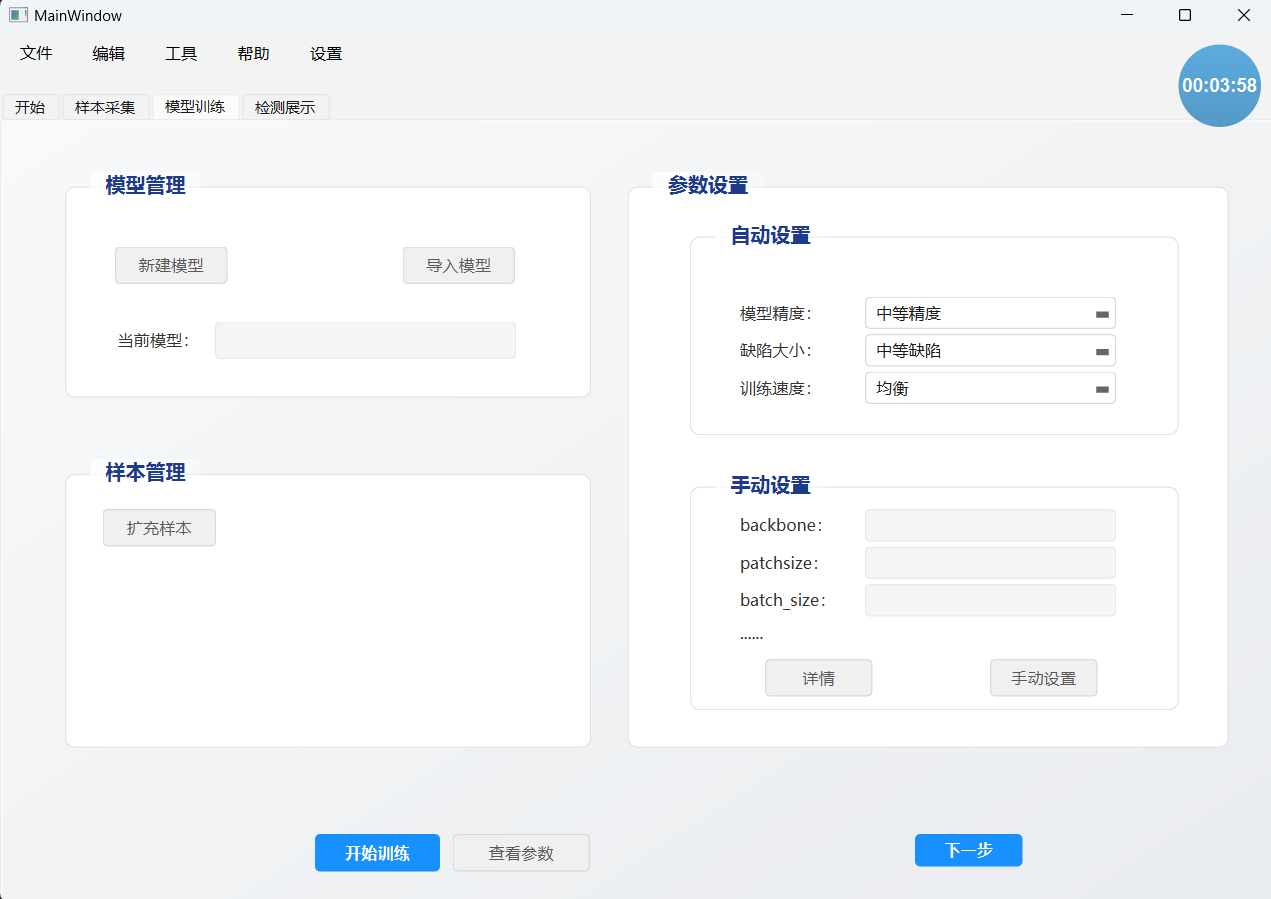 MainWindow
文件 编辑 工具 帮助 设置
00:03:58
开始 样本采集 模型训练 检测展示
模型管理
新建模型 导入模型
当前模型：
样本管理
扩充样本
参数设置
自动设置
模型精度： 中等精度
缺陷大小： 中等缺陷
训练速度： 均衡
手动设置
backbone：
patchsize：
batch_size：
......
详情 手动设置
开始训练 查看参数 下一步